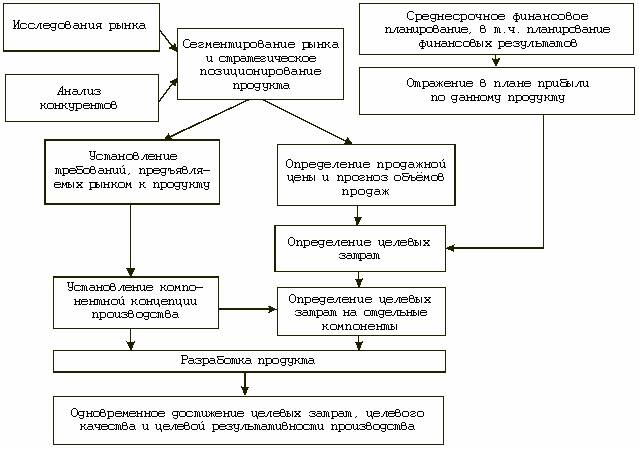 Исследования рынка
Анализ
конкурентов
Сегментирование рынка
и стратегическое
позиционирование
продукта
Среднесрочное финансовое
планирование, в т.ч. планирование
финансовых результатов
Отражение в плане прибыли
по данному продукту
Установление
требований, предъявля-
емых рынком к продукту
Определение продажной
цены и прогноз объёмов
продаж
Определение целевых
затрат
Установление компо-
нентной концепции
производства
Определение целевых
затрат на отдельные
компоненты
Разработка продукта
Одновременное достижение целевых затрат, целевого
качества и целевой результативности производства